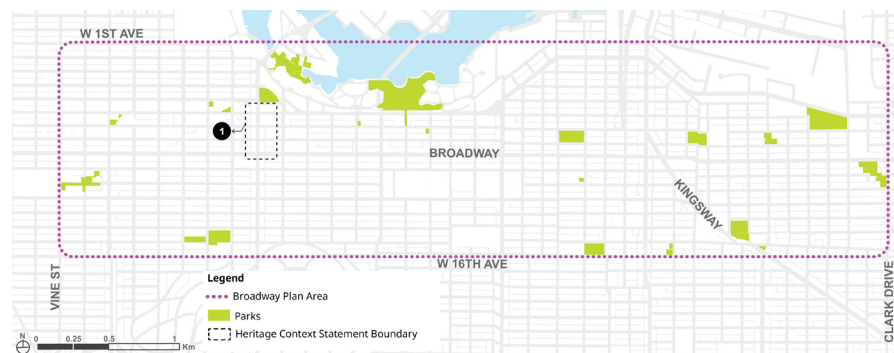 W 1ST AVE
1
BROADWAY
KINGSWAY
W 16TH AVE
VINE ST
CLARK DRIVE
Legend
Broadway Plan Area
Parks
Heritage Context Statement Boundary
N
0 0.25 0.5 1
Km